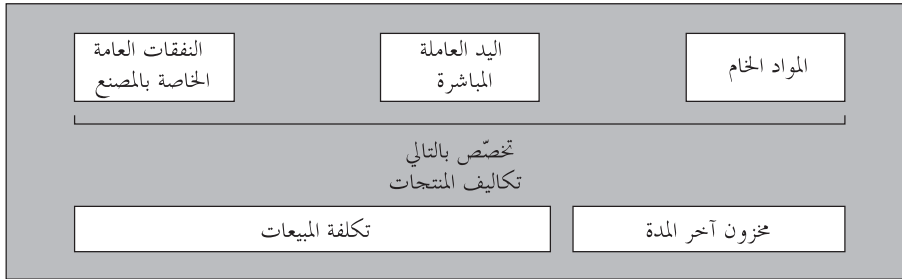 المواد الخام
اليد العاملة
المباشرة
النفقات العامة
الخاصة بالمصنع
تخصّص بالتالي
تكاليف المنتجات
مخزون آخر المدة
تكلفة المبيعات